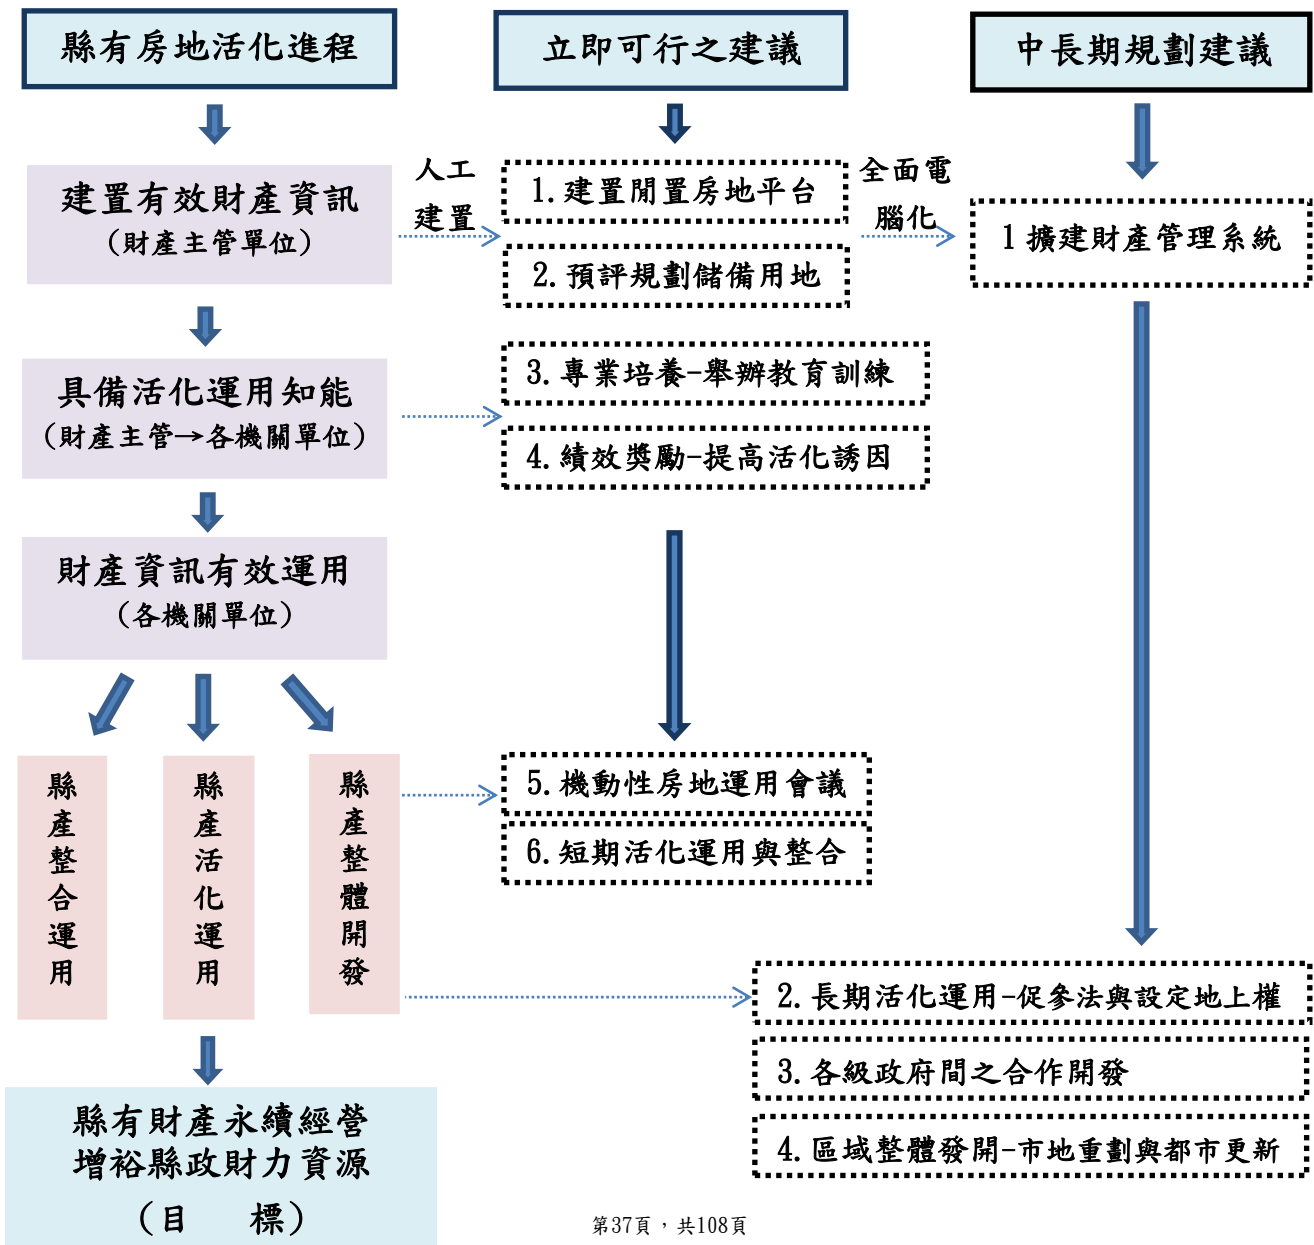 縣有房地活化進程
立即可行之建議
中長期規劃建議
建置有效財產資訊
(財產主管單位)
人工
建置
1.建置閒置房地平台
2.預評規劃儲備用地
全面電
腦化
1 擴建財產管理系統
具備活化運用知能
(財產主管→各機關單位)
3.專業培養-舉辦教育訓練
4.績效獎勵-提高活化誘因
財產資訊有效運用
(各機關單位)
縣產整合運用
縣產活化運用
縣產整體開發
5.機動性房地運用會議
6.短期活化運用與整合
2.長期活化運用-促參法與設定地上權
3.各級政府間之合作開發
4.區域整體發開-市地重劃與都市更新
縣有財產永續經營
增裕縣政財力資源
(目 標)
第37頁，共108頁